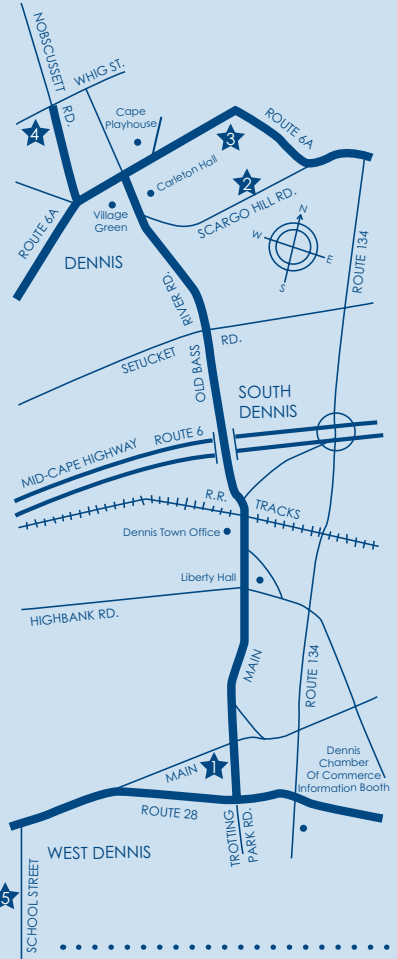 NOBSCUSSETT RD.
WHIG ST.
Cape
Playhouse
4
3
ROUTE 6A
Carleton Hall
2
SCARGO HILL RD.
Village
Green
ROUTE 6A
DENNIS
N
W
E
S
ROUTE 134
OLD BASS RIVER RD.
SETUCKET RD.
SOUTH
DENNIS
MID-CAPE HIGHWAY ROUTE 6
R.R. TRACKS
Dennis Town Office
Liberty Hall
HIGHBANK RD.
MAIN
ROUTE 134
MAIN
1
Dennis
Chamber
Of Commerce
Information Booth
ROUTE 28
TROTTING
PARK RD.
WEST DENNIS
5
SCHOOL STREET